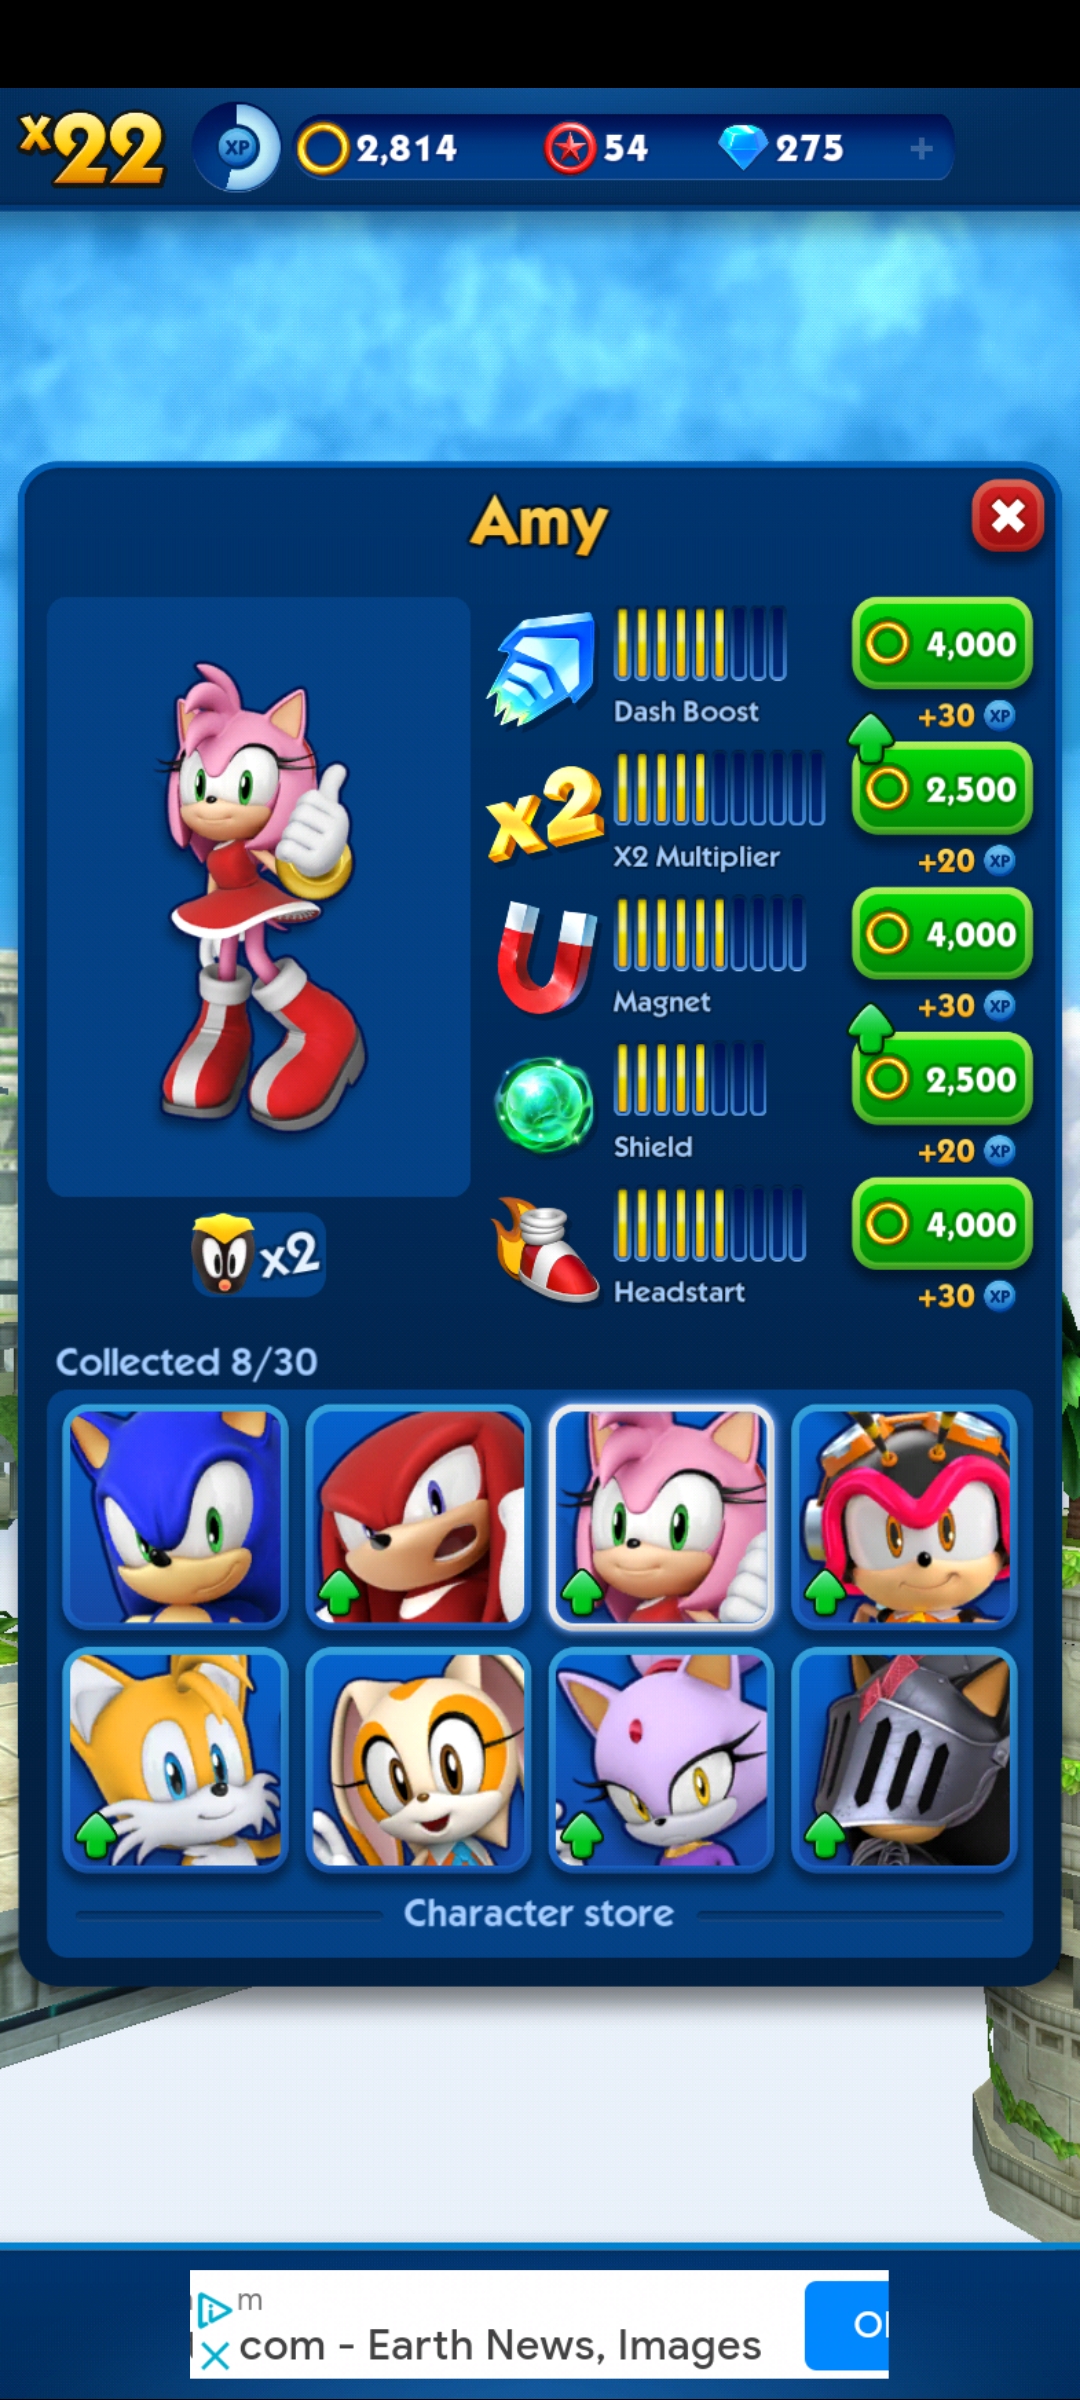 x22 XP 2,814 54 275 +
Amy
4,000
Dash Boost
+30 XP
x2
2,500
X2 Multiplier
+20 XP
4,000
Magnet
+30 XP
2,500
Shield
+20 XP
x2
4,000
Headstart
+30 XP
Collected 8/30
Character store
m
com - Earth News, Images